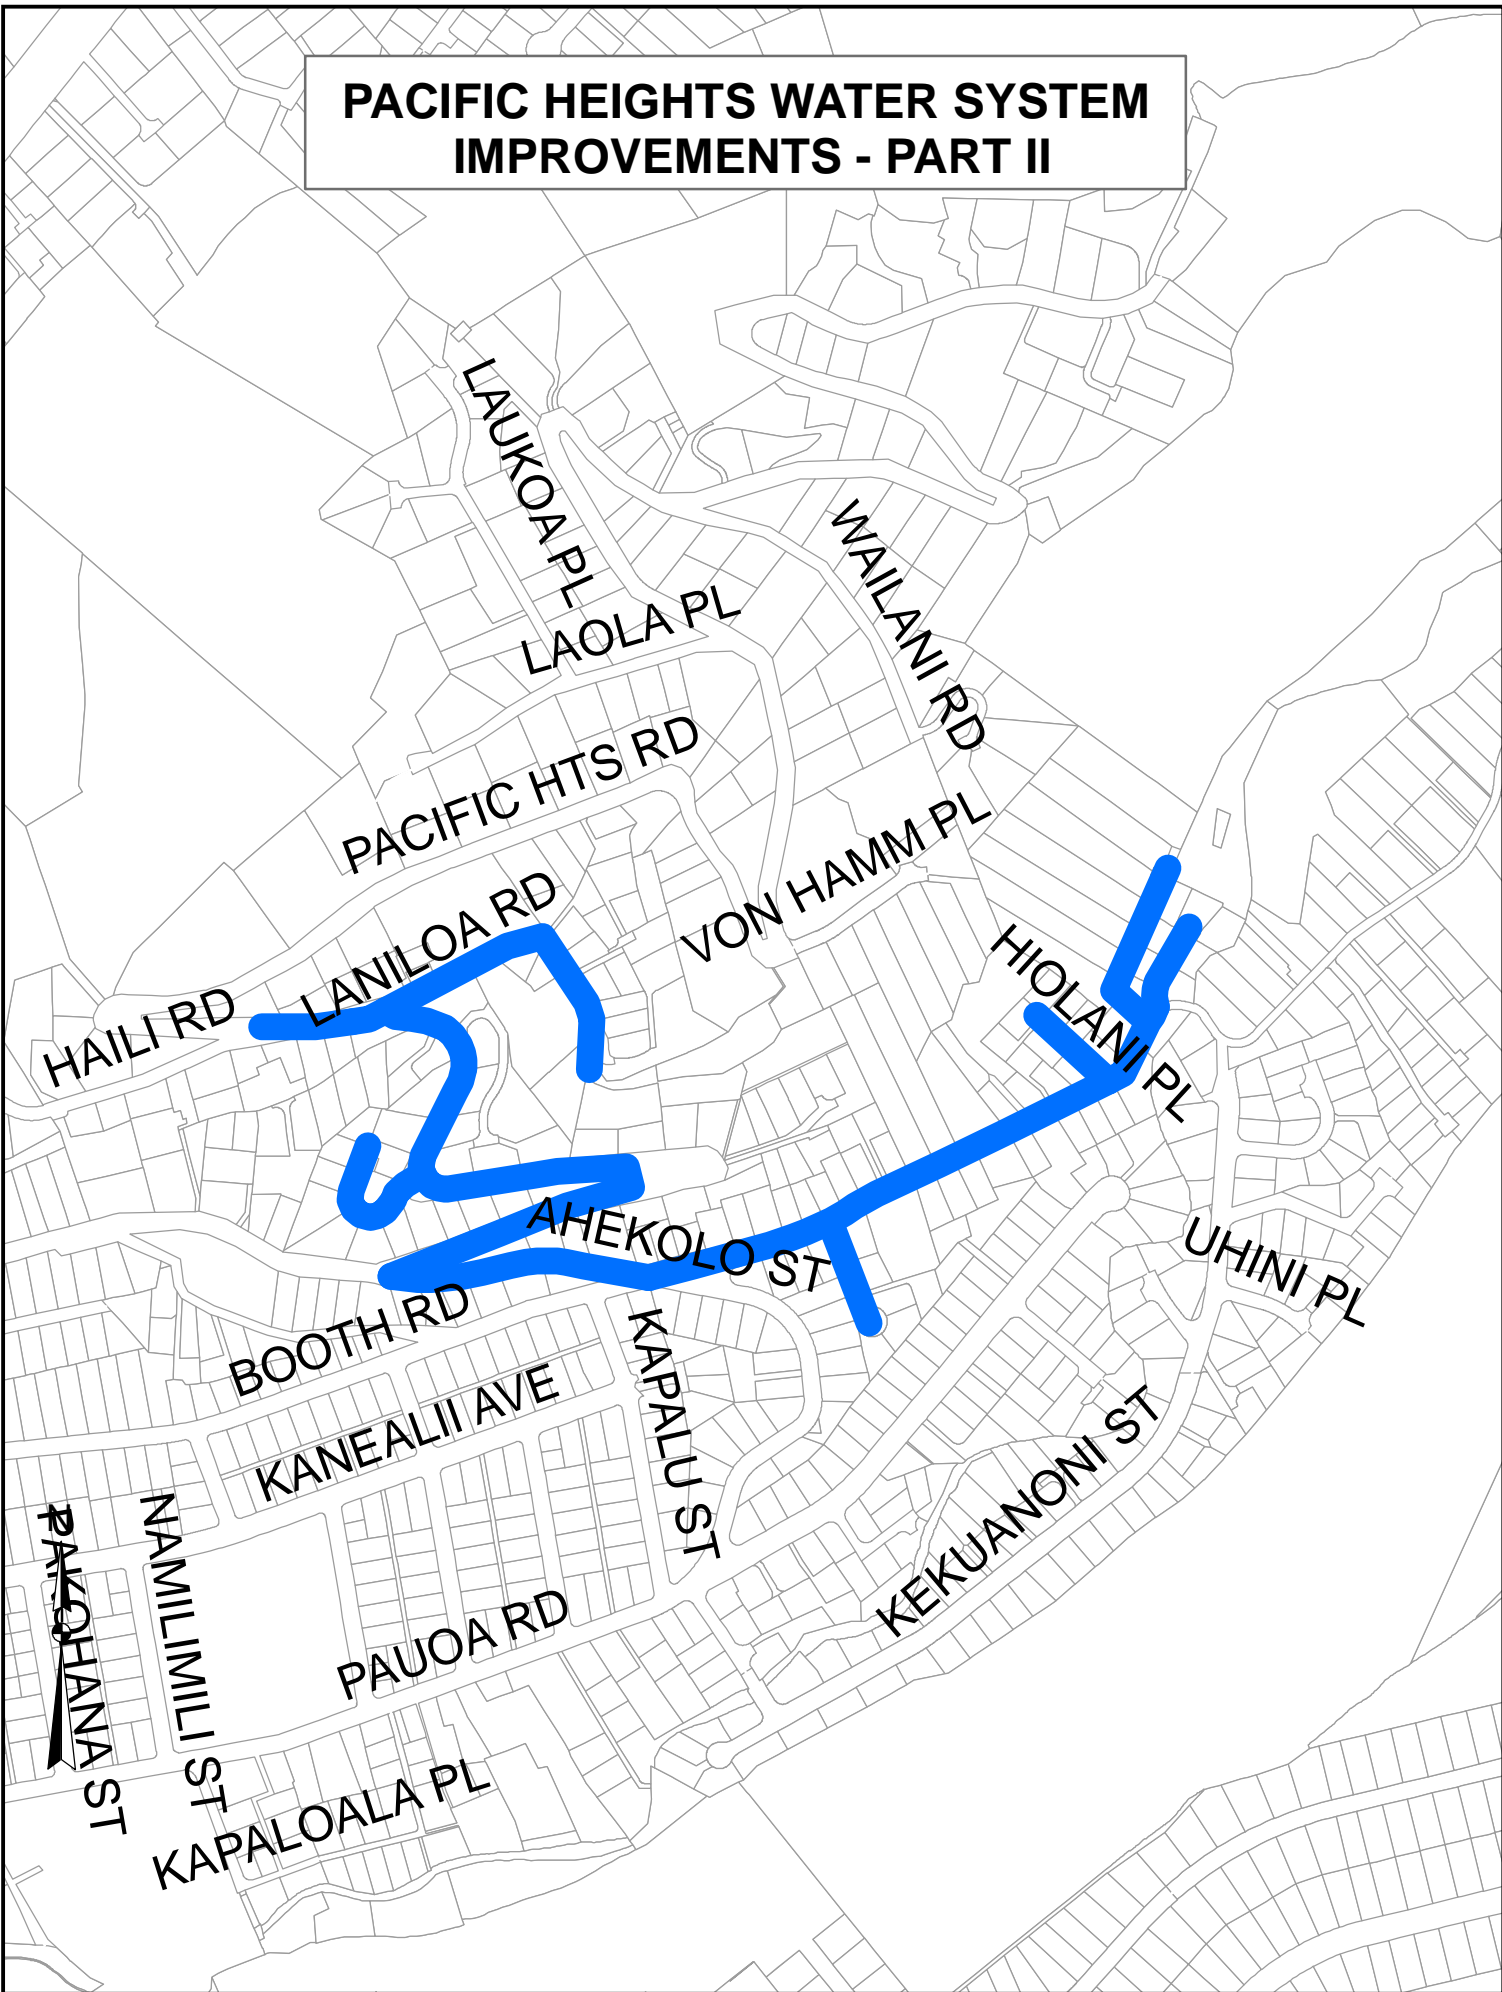 PACIFIC HEIGHTS WATER SYSTEM
IMPROVEMENTS - PART II
LAUKOA PL
WAILANI RD
LAOLA PL
PACIFIC HTS RD
VON HAMM PL
LANILOA RD
HIOLANI PL
HAILI RD
AHEKOLO ST
UHINI PL
BOOTH RD
KAPALU ST
KANEALII AVE
KEKUANONI ST
NAMILIMILI ST
PAKOHANA ST
PAUOA RD
KAPALOALA PL